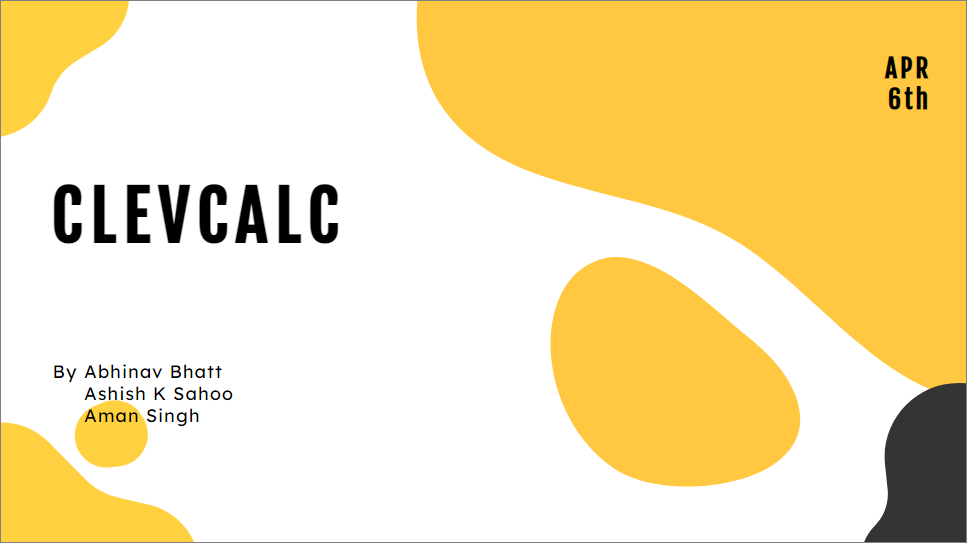 APR
6th
CLEVCALC
By Abhinav Bhatt
Ashish K Sahoo
Aman Singh